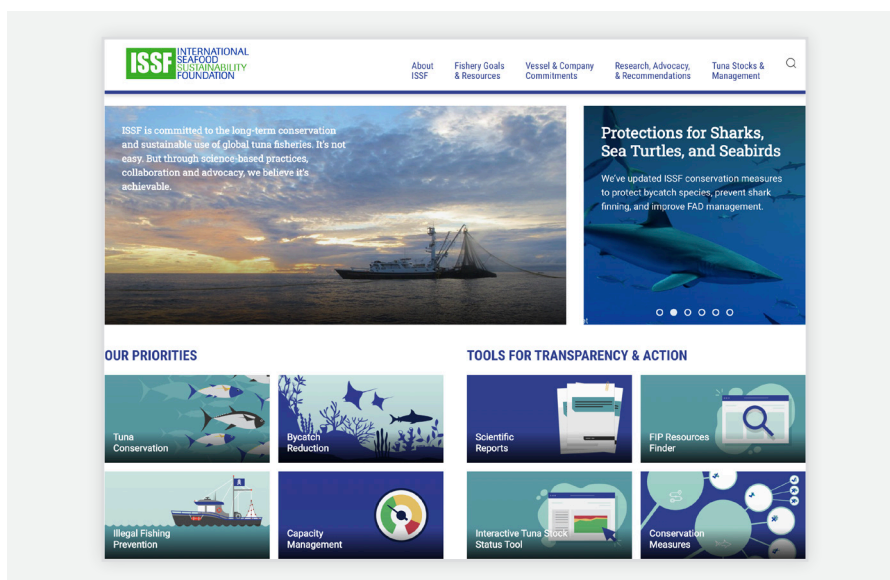 ISSF
INTERNATIONAL
SEAFOOD
SUSTAINABILITY
FOUNDATION
About
ISSF
Fishery Goals
& Resources
Vessel & Company
Commitments
Research, Advocacy,
& Recommendations
Tuna Stocks &
Management
ISSF is committed to the long-term conservation
and sustainable use of global tuna fisheries. It's not
easy. But through science-based practices,
collaboration and advocacy, we believe it's
achievable.
Protections for Sharks,
Sea Turtles, and Seabirds
We've updated ISSF conservation measures
to protect bycatch species, prevent shark
finning, and improve FAD management.
OUR PRIORITIES
Tuna
Conservation
Bycatch
Reduction
Illegal Fishing
Prevention
Capacity
Management
TOOLS FOR TRANSPARENCY & ACTION
Scientific
Reports
FIP Resources
Finder
Interactive Tuna Stock
Status Tool
Conservation
Measures